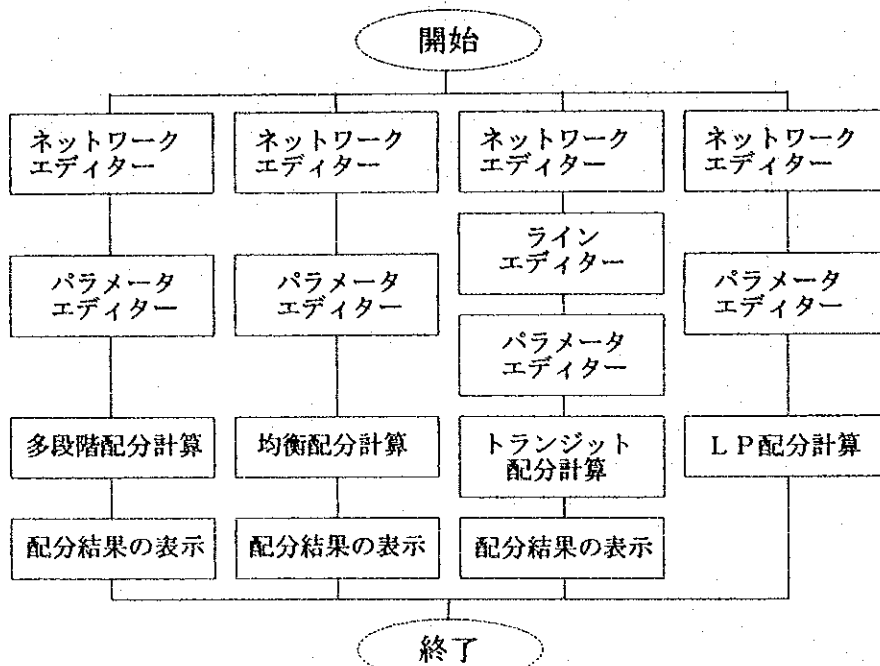 開始
ネットワーク
エディター
ネットワーク
エディター
ネットワーク
エディター
ネットワーク
エディター
パラメータ
エディター
パラメータ
エディター
ライン
エディター
パラメータ
エディター
パラメータ
エディター
多段階配分計算
均衡配分計算
トランジット
配分計算
ＬＰ配分計算
配分結果の表示
配分結果の表示
配分結果の表示
終了